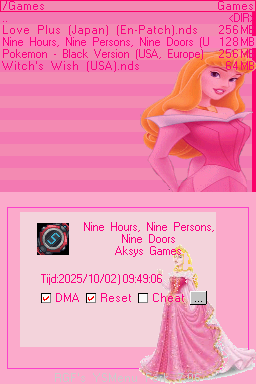 /Games Games
.. <DIR>
Love Plus (Japan) (En-Patch).nds 256MB
Nine Hours, Nine Persons, Nine Doors (U 128MB
Pokemon - Black Version (USA, Europe) 256MB
Witch's Wish (USA).nds 64MB
Nine Hours, Nine Persons,
Nine Doors
Aksys Games
Tijd:2025/10/02|09:49:06
DMA Reset Cheat ...